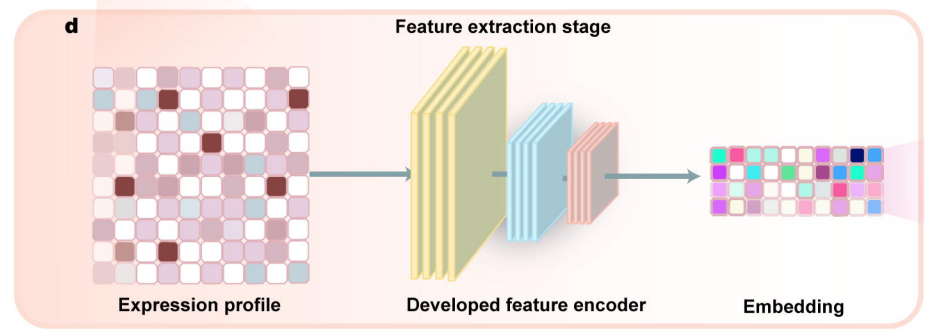 d
Feature extraction stage
Expression profile
Developed feature encoder
Embedding